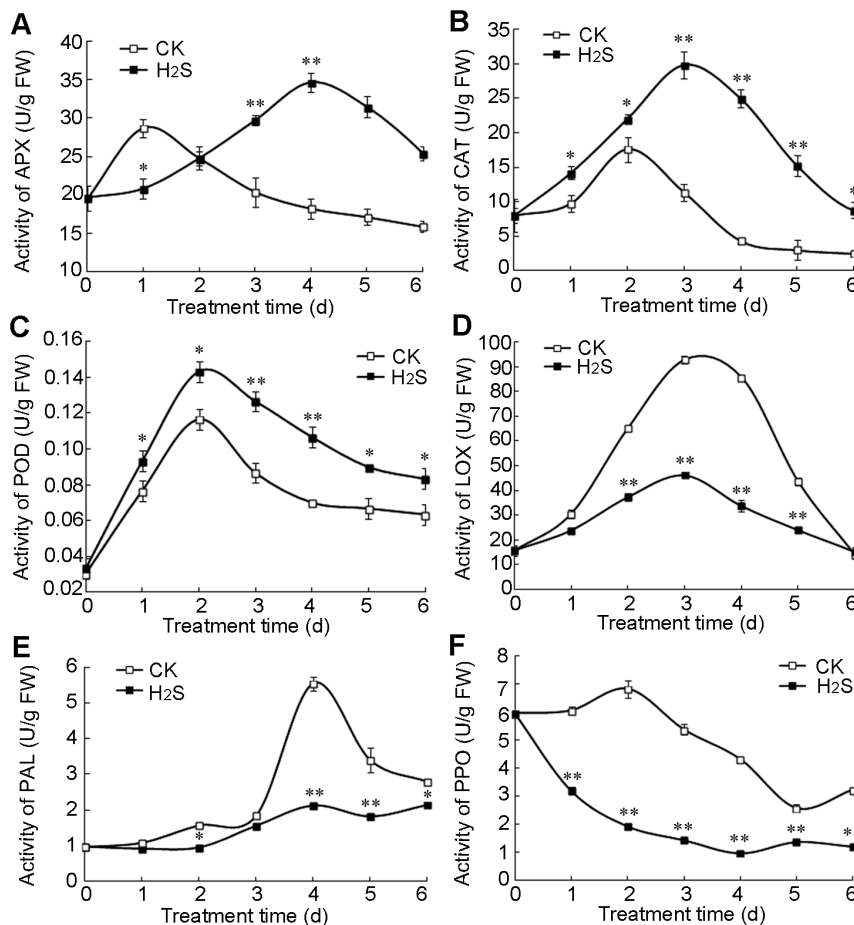 A
CK
H2S
Activity of APX (U/g FW)
40
35
30
25
20
15
10
*
**
**
0 1 2 3 4 5 6
Treatment time (d)
B
CK
H2S
Activity of CAT (U/g FW)
35
30
25
20
15
10
5
0
*
*
**
**
**
*
0 1 2 3 4 5 6
Treatment time (d)
C
CK
H2S
Activity of POD (U/g FW)
0.16
0.14
0.12
0.10
0.08
0.06
0.04
0.02
*
*
**
**
*
*
0 1 2 3 4 5 6
Treatment time (d)
D
CK
H2S
Activity of LOX (U/g FW)
100
90
80
70
60
50
40
30
20
10
0
**
**
**
**
0 1 2 3 4 5 6
Treatment time (d)
E
CK
H2S
Activity of PAL (U/g FW)
6
5
4
3
2
1
0
*
**
**
*
0 1 2 3 4 5 6
Treatment time (d)
F
CK
H2S
Activity of PPO (U/g FW)
8
7
6
5
4
3
2
1
0
**
**
**
**
**
*
0 1 2 3 4 5 6
Treatment time (d)